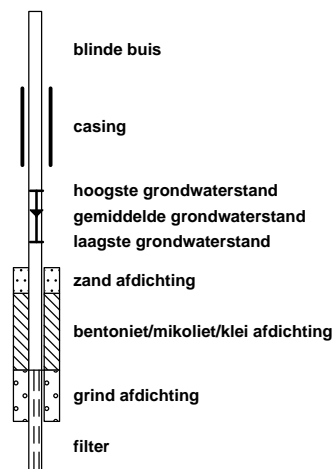 blinde buis
casing
hoogste grondwaterstand
gemiddelde grondwaterstand
laagste grondwaterstand
zand afdichting
bentoniet/mikoliet/klei afdichting
grind afdichting
filter